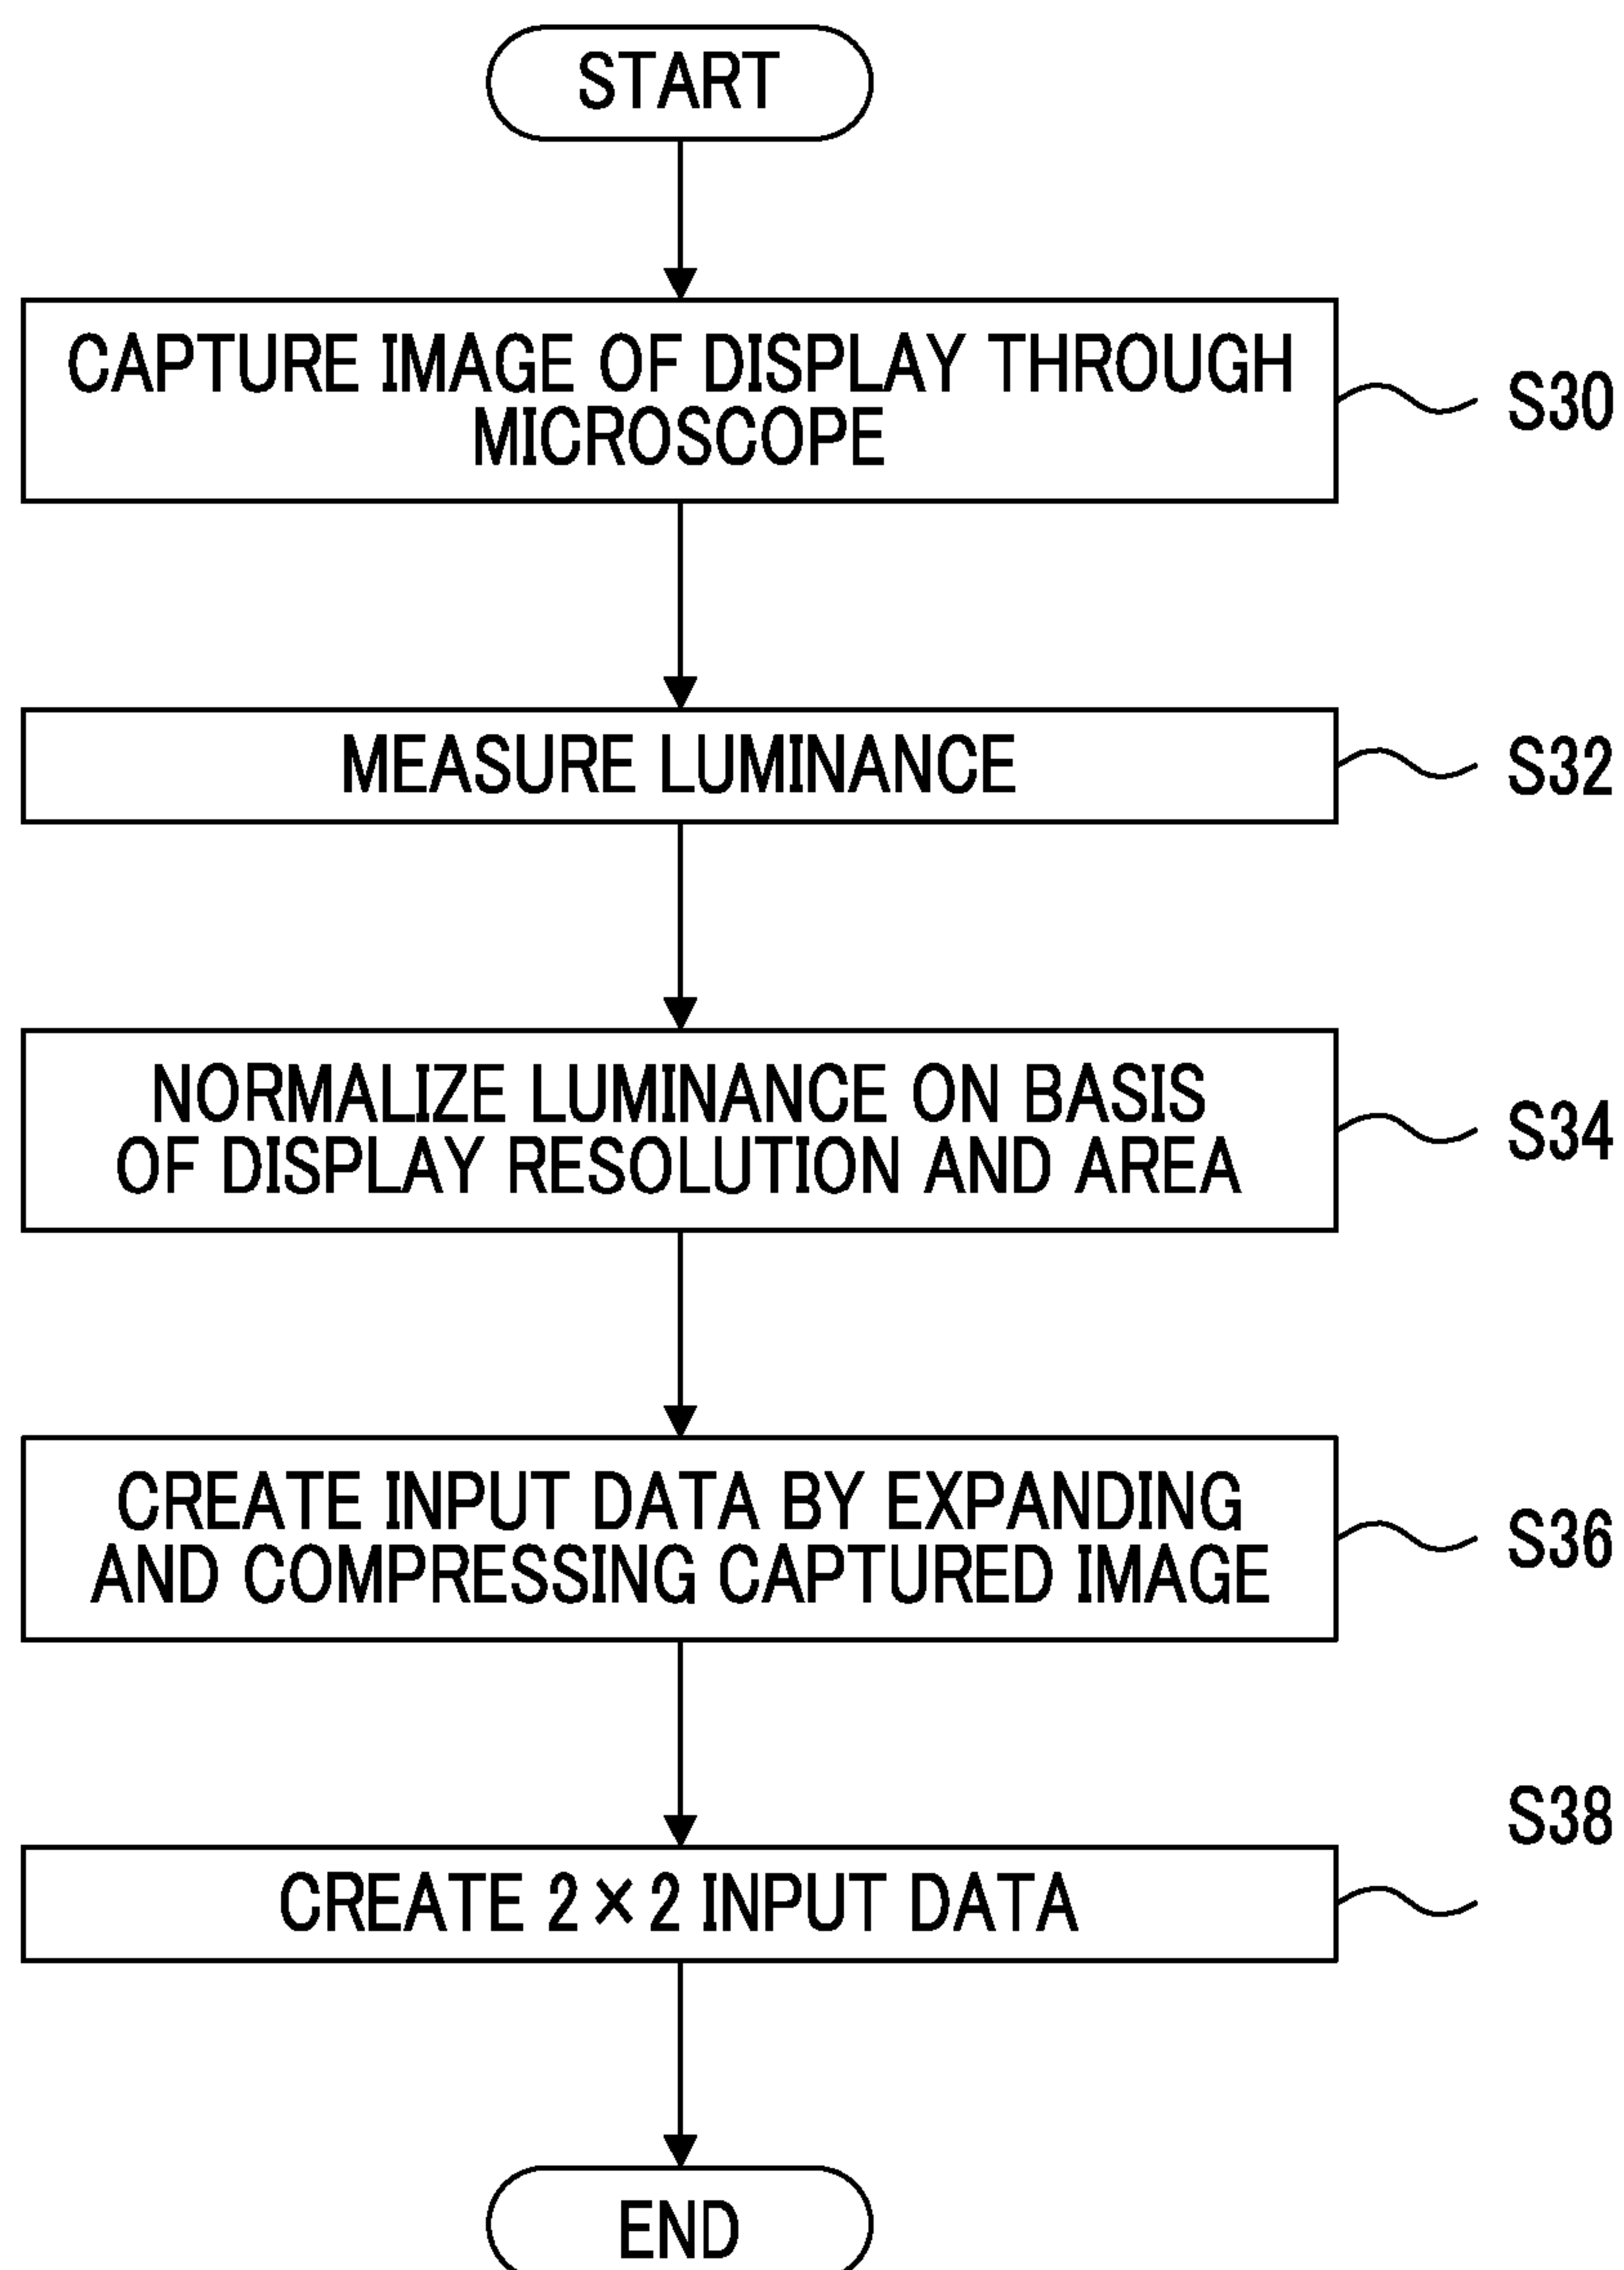 START
CAPTURE IMAGE OF DISPLAY THROUGH
MICROSCOPE
S30
MEASURE LUMINANCE
S32
NORMALIZE LUMINANCE ON BASIS
OF DISPLAY RESOLUTION AND AREA
S34
CREATE INPUT DATA BY EXPANDING
AND COMPRESSING CAPTURED IMAGE
S36
S38
CREATE 2×2 INPUT DATA
END